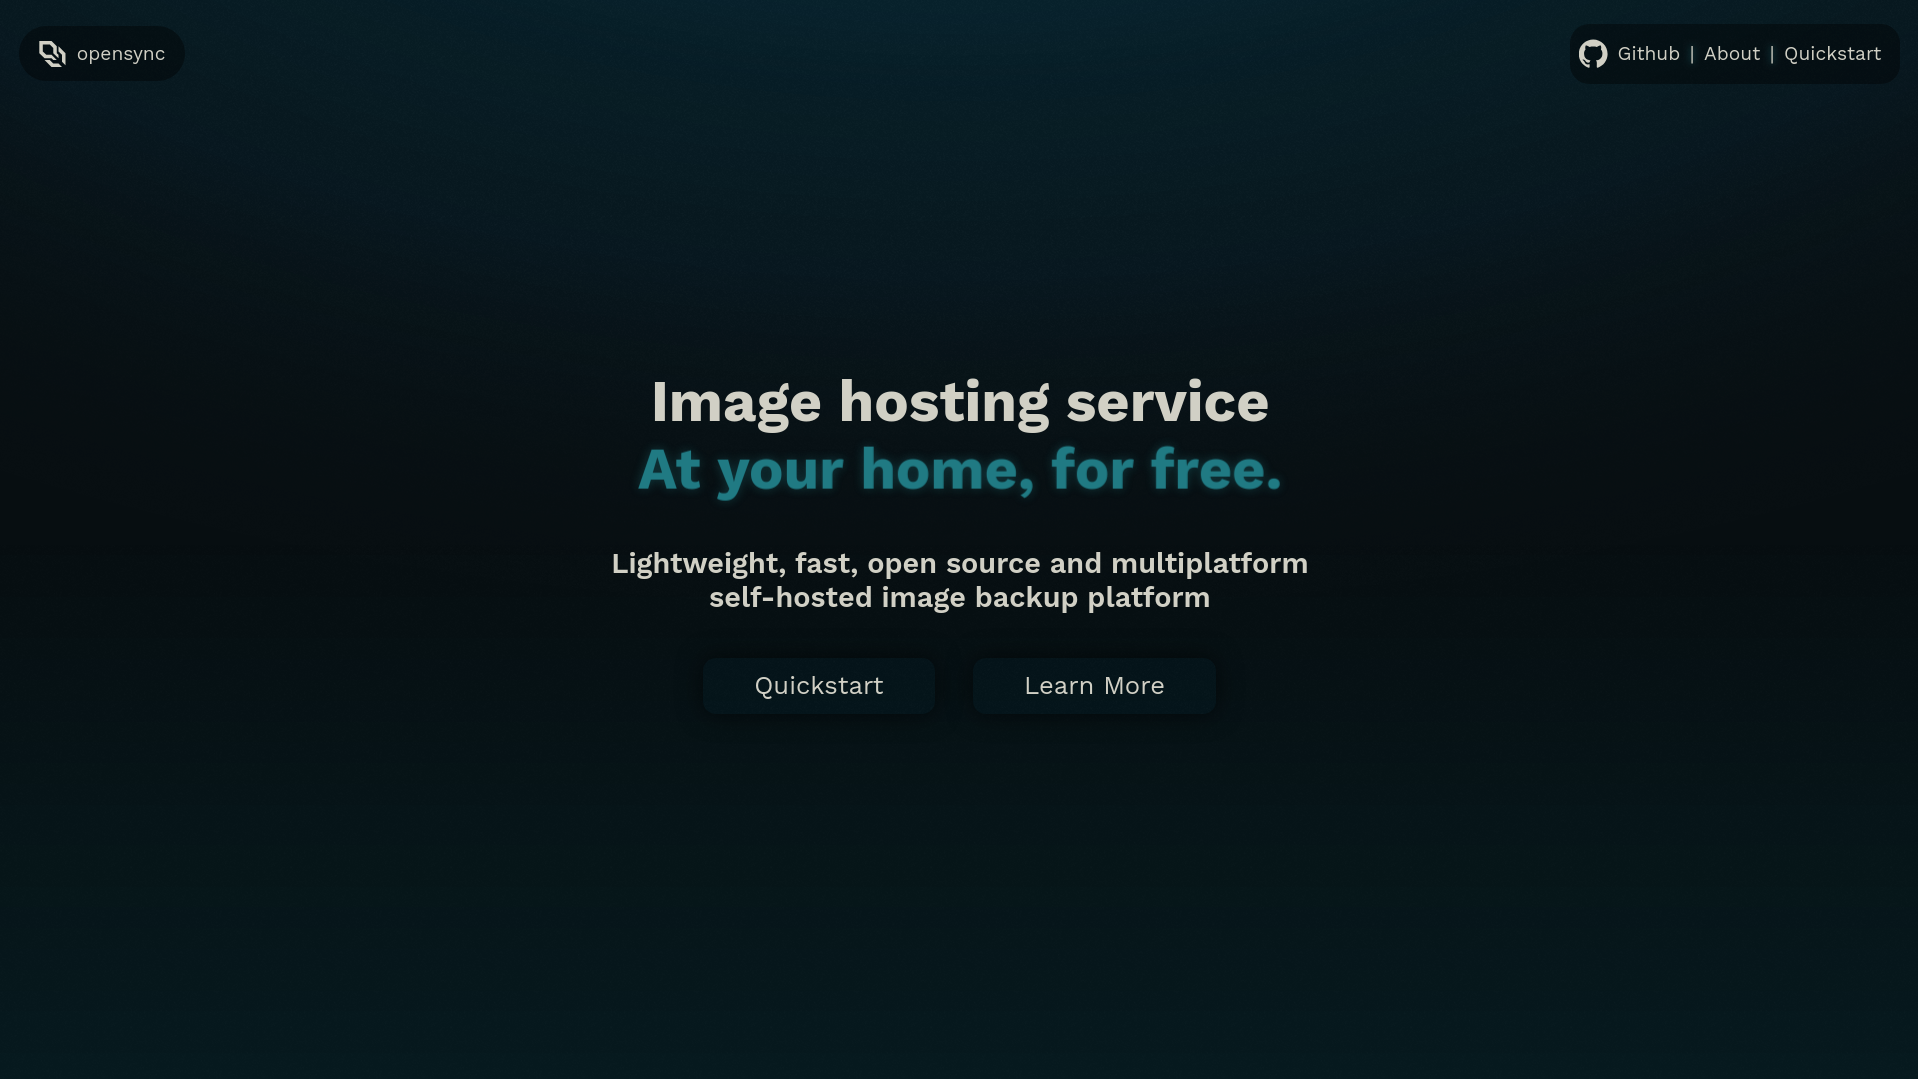 opensync
Github | About | Quickstart
Image hosting service
At your home, for free.
Lightweight, fast, open source and multiplatform
self-hosted image backup platform
Quickstart
Learn More